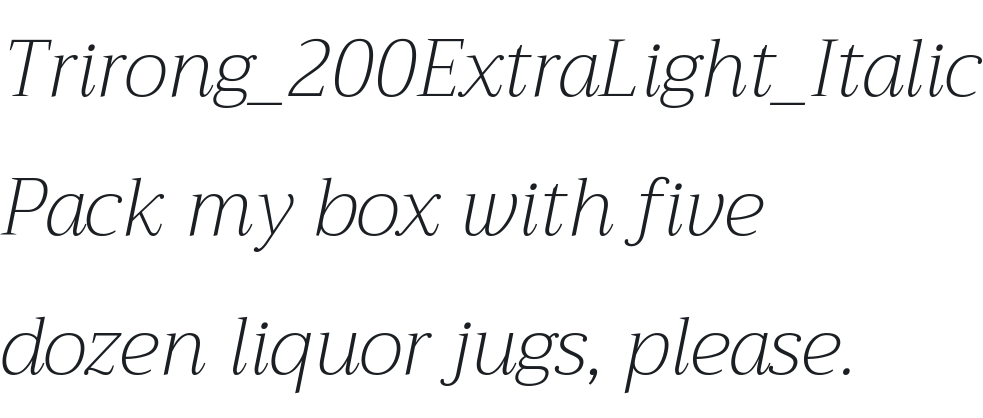 Trirong_200ExtraLight_Italic
Pack my box with five
dozen liquor jugs, please.